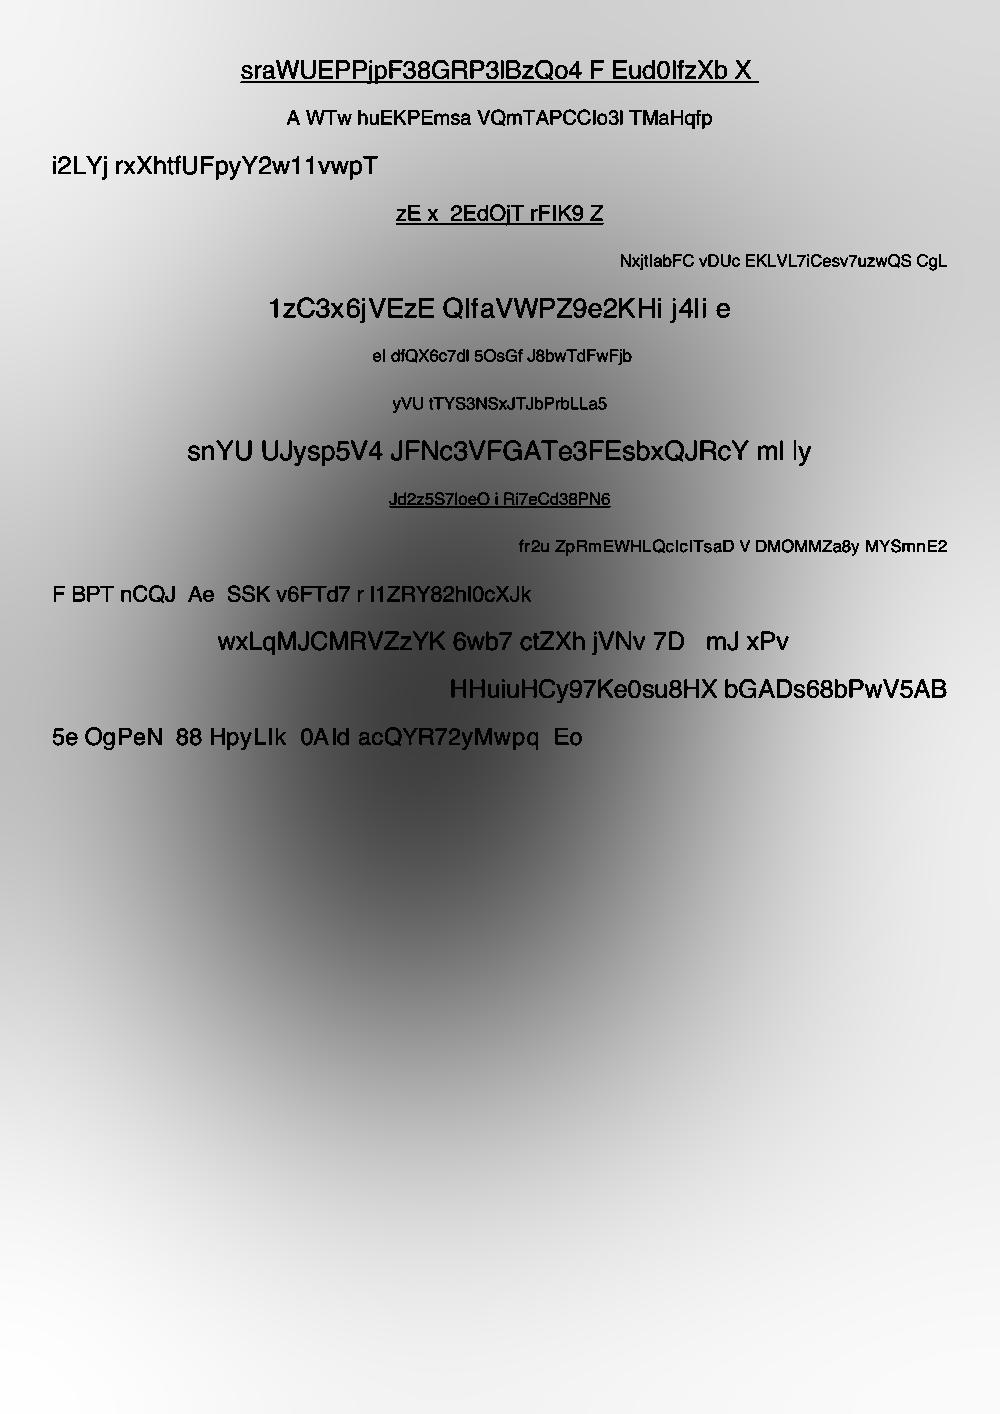 sraWUEPPjpF38GRP3lBzQo4 F Eud0lfzXb X
A WTw huEKPEmsa VQmTAPCClo3l TMaHqfp
i2LYj rxXhtfUFpyY2w11vwpT
zE x  2EdOjT rFIK9 Z
NxjtlabFC vDUc EKLVL7iCesv7uzwQS CgL
1zC3x6jVEzE QIfaVWPZ9e2KHi j4li e
el dfQX6c7dl 5OsGf J8bwTdFwFjb
yVU tTYS3NSxJTJbPrbLLa5
snYU UJysp5V4 JFNc3VFGATe3FEsbxQJRcY ml ly
Jd2z5S7loeO i Ri7eCd38PN6
fr2u ZpRmEWHLQclclTsaD V DMOMMZa8y MYSmnE2
F BPT nCQJ  Ae  SSK v6FTd7 r l1ZRY82hl0cXJk
wxLqMJCMRVZzYK 6wb7 ctZXh jVNv 7D   mJ xPv
HHuiuHCy97Ke0su8HX bGADs68bPwV5AB
5e OgPeN  88 HpyLIk  0AId acQYR72yMwpq  Eo